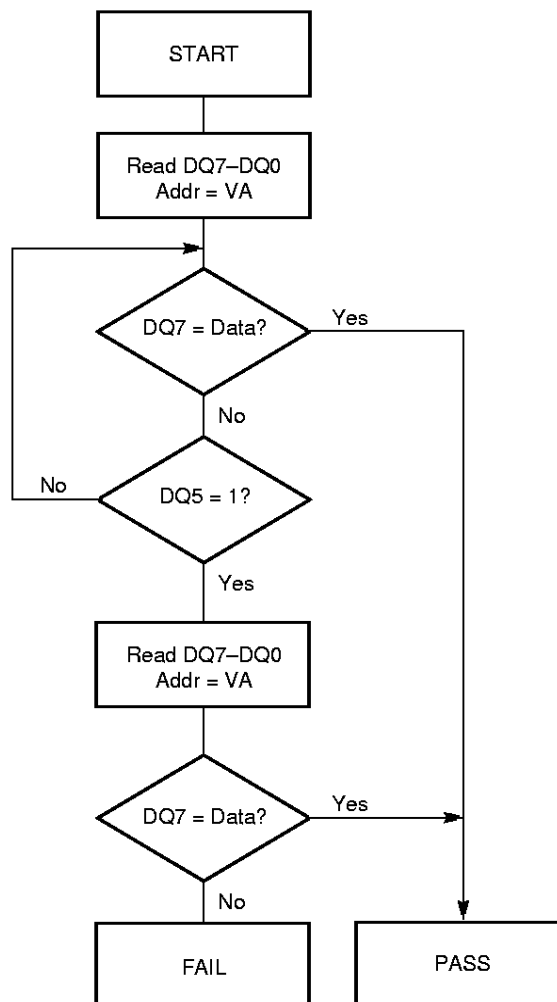 START
Read DQ7–DQ0
Addr = VA
DQ7 = Data?
Yes
No
No
DQ5 = 1?
Yes
Read DQ7–DQ0
Addr = VA
DQ7 = Data?
Yes
No
FAIL
PASS